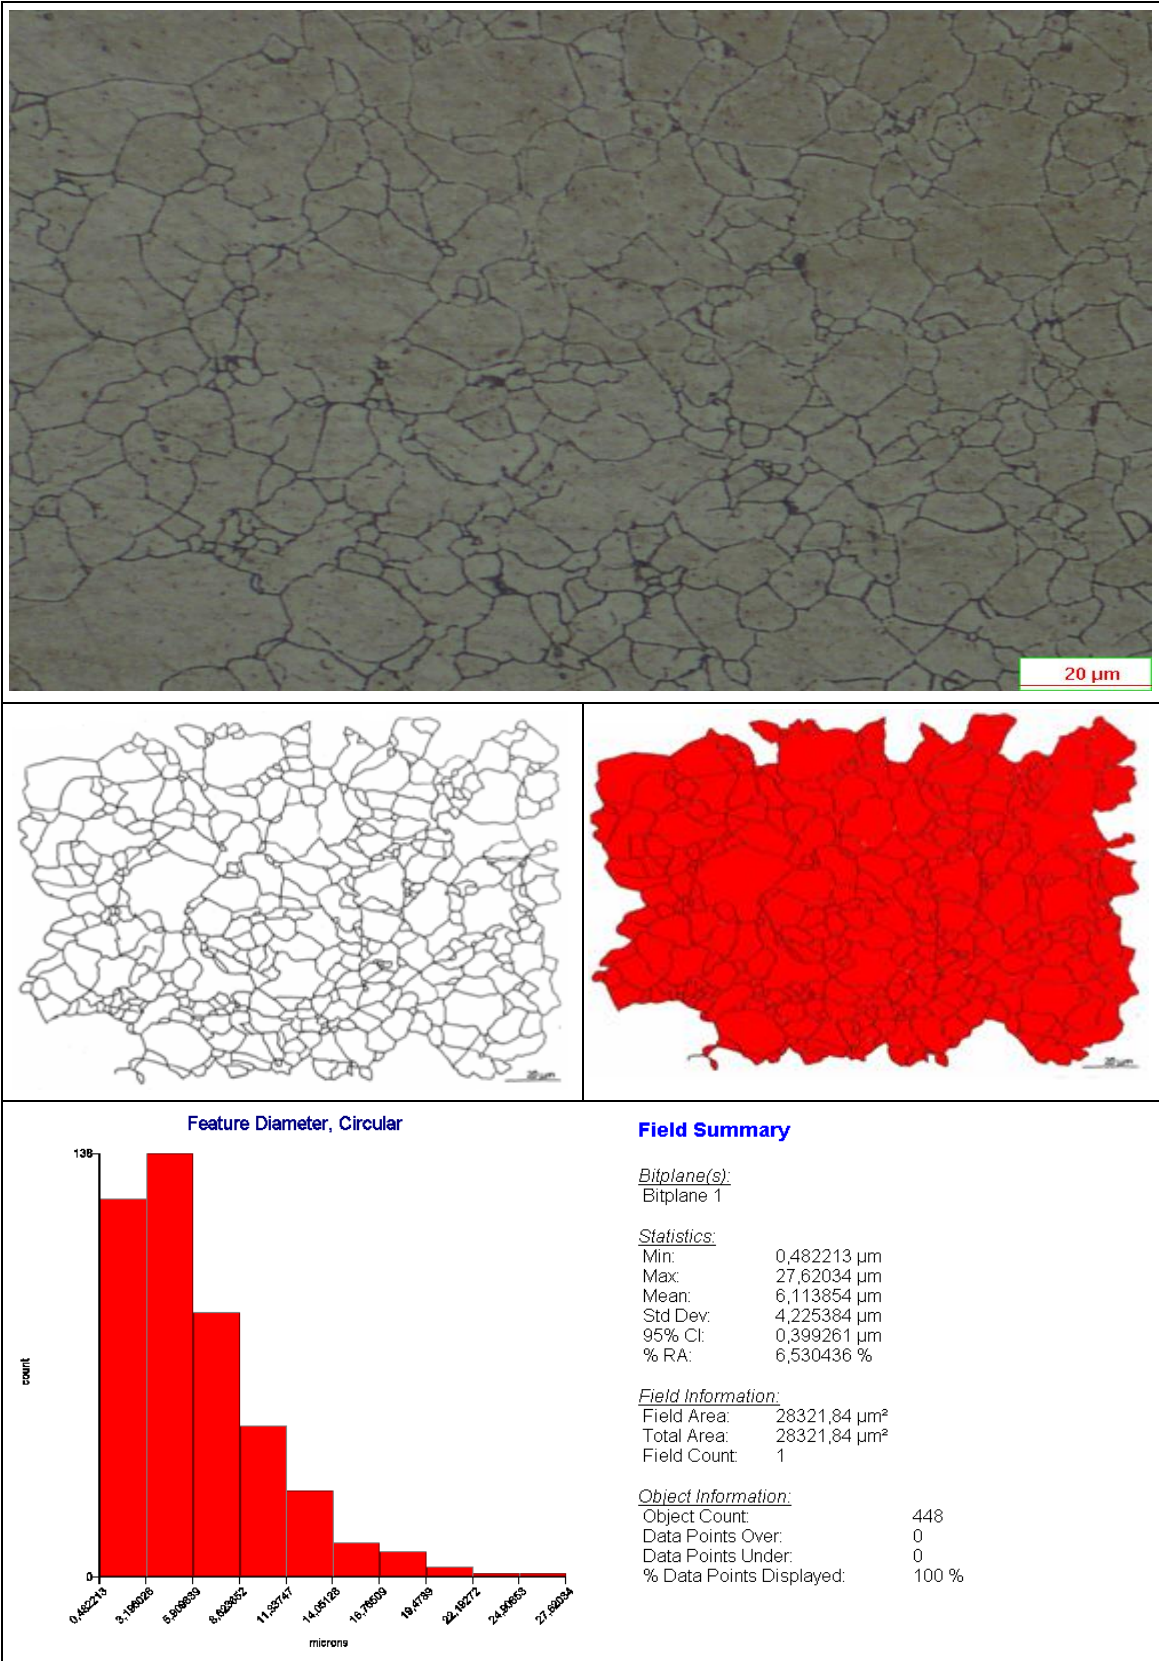 20 µm
20 µm
20 µm
Feature Diameter, Circular
138
count
0
0,482213
3,196026
5,909839
8,623652
11,33747
14,05128
16,76509
19,4789
22,19272
24,90653
27,62034
microns
Field Summary
Bitplane(s):
Bitplane 1
Statistics:
Min: 0,482213 µm
Max: 27,62034 µm
Mean: 6,113854 µm
Std Dev: 4,225384 µm
95% CI: 0,399261 µm
% RA: 6,530436 %
Field Information:
Field Area: 28321,84 µm²
Total Area: 28321,84 µm²
Field Count: 1
Object Information:
Object Count: 448
Data Points Over: 0
Data Points Under: 0
% Data Points Displayed: 100 %